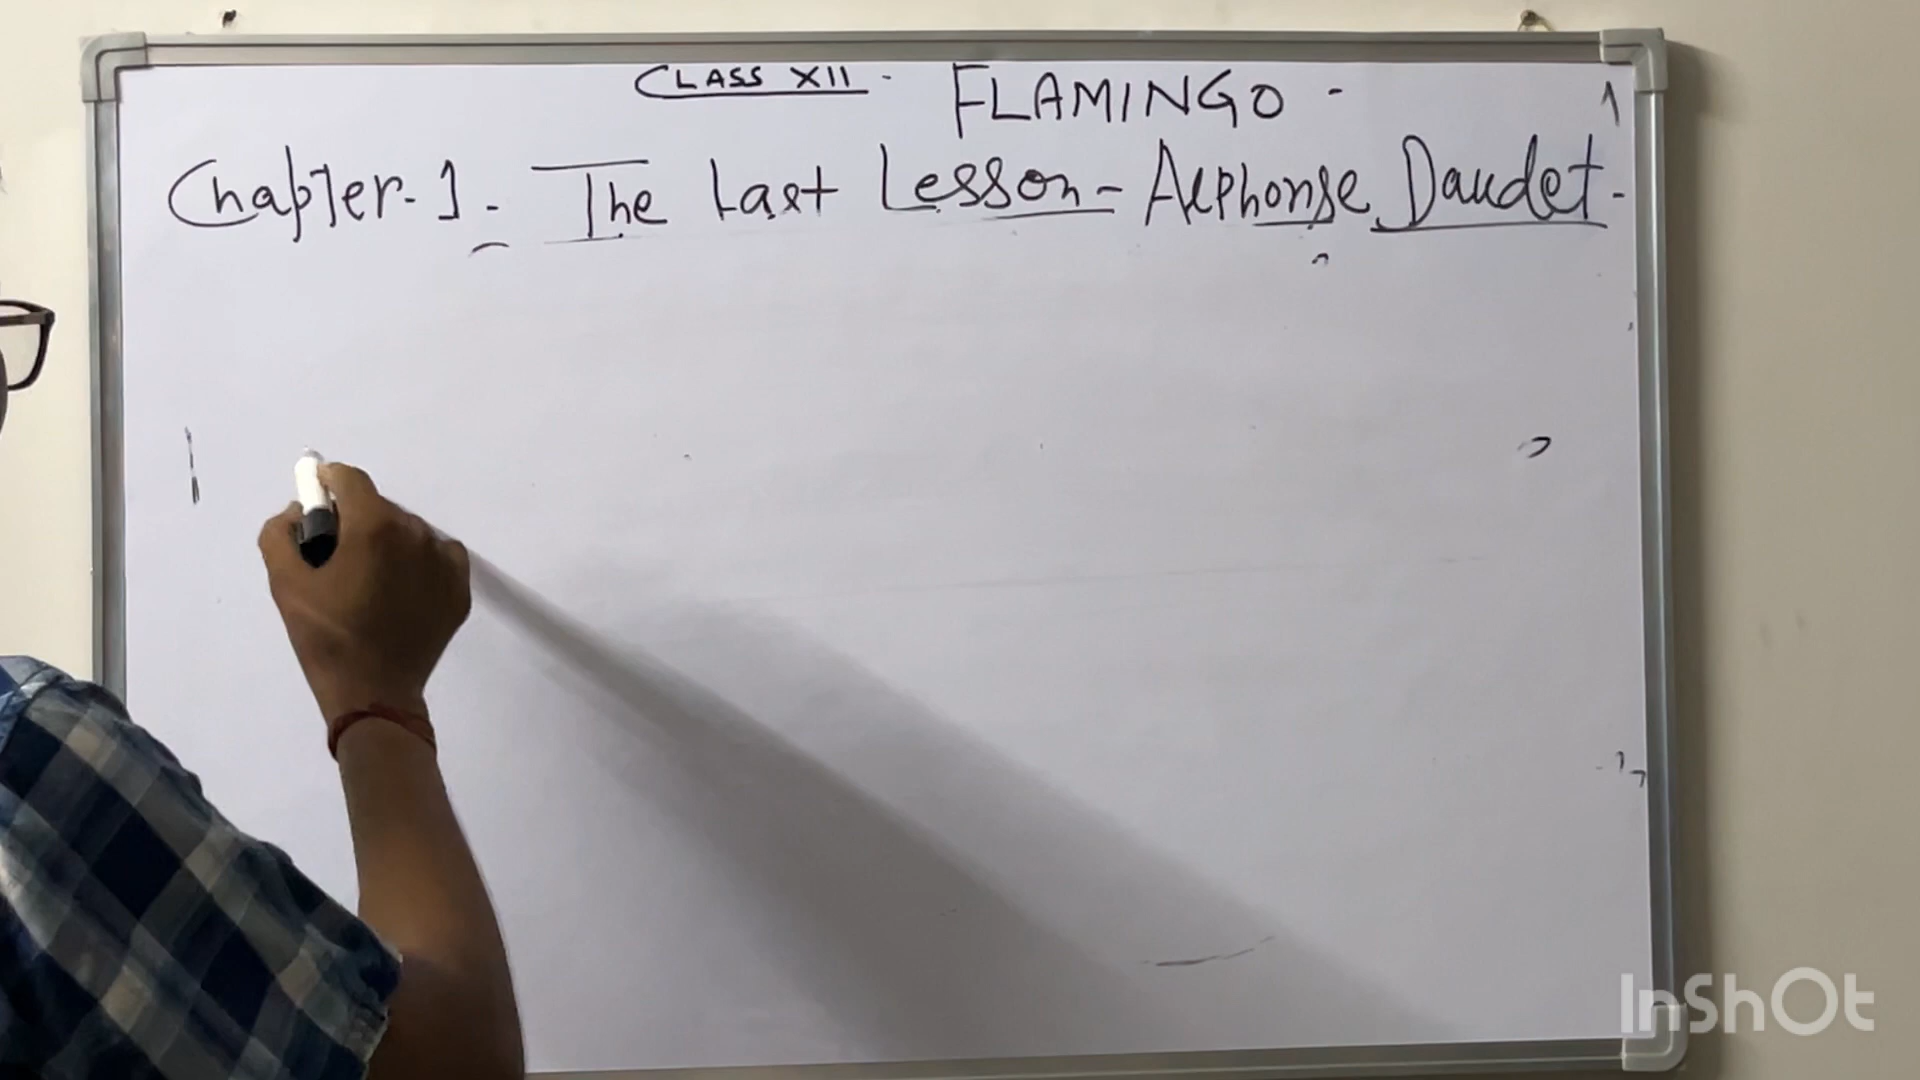 CLASS XII . FLAMINGO -
Chapter-1 - The Last Lesson - Alphonse Daudet -
InShOt